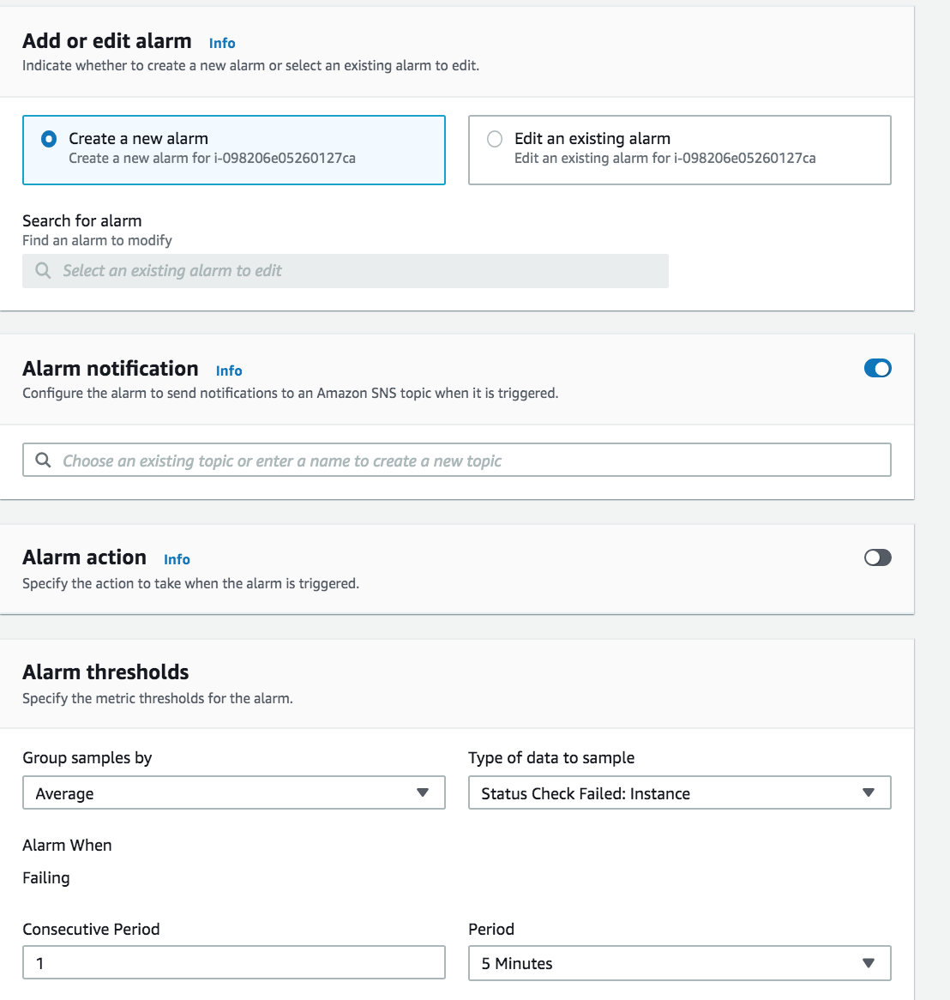 Add or edit alarm Info
Indicate whether to create a new alarm or select an existing alarm to edit.
Create a new alarm
Create a new alarm for i-098206e05260127ca
Edit an existing alarm
Edit an existing alarm for i-098206e05260127ca
Search for alarm
Find an alarm to modify
Select an existing alarm to edit
Alarm notification Info
Configure the alarm to send notifications to an Amazon SNS topic when it is triggered.
Choose an existing topic or enter a name to create a new topic
Alarm action Info
Specify the action to take when the alarm is triggered.
Alarm thresholds
Specify the metric thresholds for the alarm.
Group samples by
Average
Type of data to sample
Status Check Failed: Instance
Alarm When
Failing
Consecutive Period
1
Period
5 Minutes